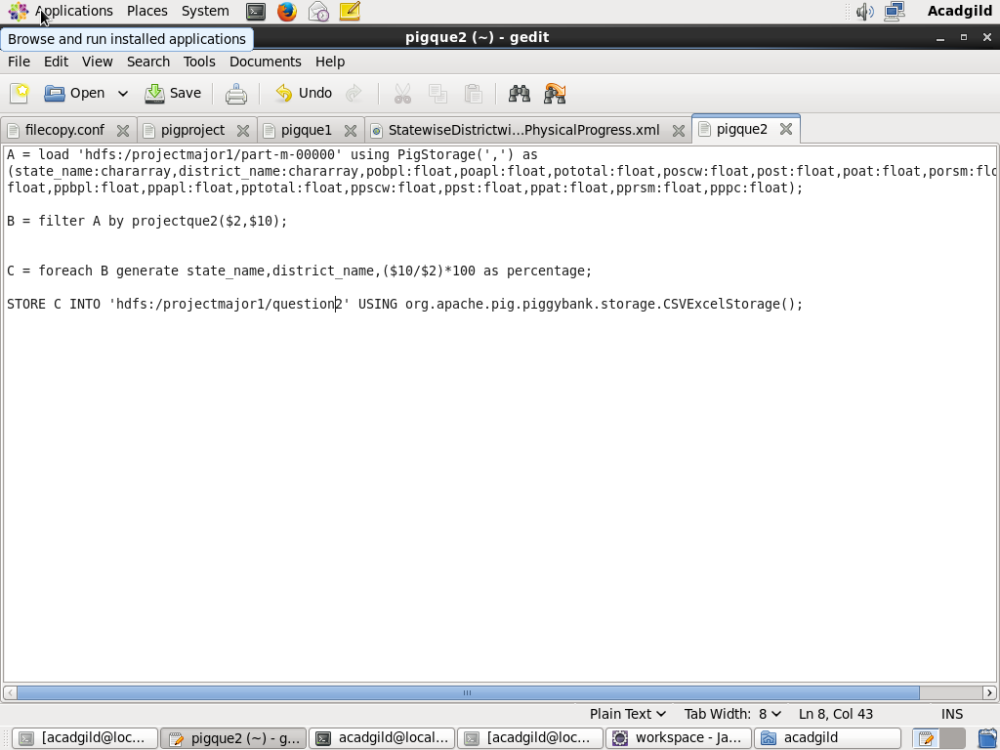 Applications Places System Acadgild
Browse and run installed applications
pigque2 (~) - gedit
File Edit View Search Tools Documents Help
Open Save Undo
filecopy.conf pigproject pigque1 StatewiseDistrictwi...PhysicalProgress.xml pigque2
A = load 'hdfs:/projectmajor1/part-m-00000' using PigStorage(',') as
(state_name:chararray,district_name:chararray,pobpl:float,poapl:float,pototal:float,poscw:float,post:float,poat:float,porsm:flo
float,ppbpl:float,ppapl:float,pptotal:float,ppscw:float,ppst:float,ppat:float,pprsm:float,pppc:float);
B = filter A by projectque2($2,$10);
C = foreach B generate state_name,district_name,($10/$2)*100 as percentage;
STORE C INTO 'hdfs:/projectmajor1/question2' USING org.apache.pig.piggybank.storage.CSVExcelStorage();
Plain Text Tab Width: 8 Ln 8, Col 43 INS
[acadgild@loc... pigque2 (~) - g... acadgild@local... [acadgild@loc... workspace - Ja... acadgild